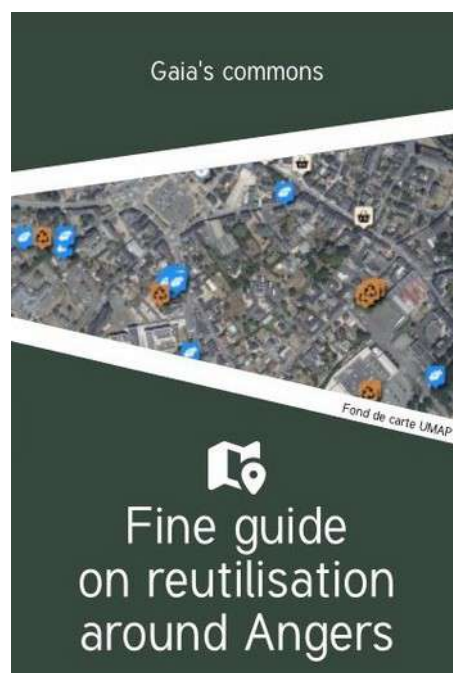 Gaia's commons
Fond de carte UMAP
Fine guide
on reutilisation
around Angers